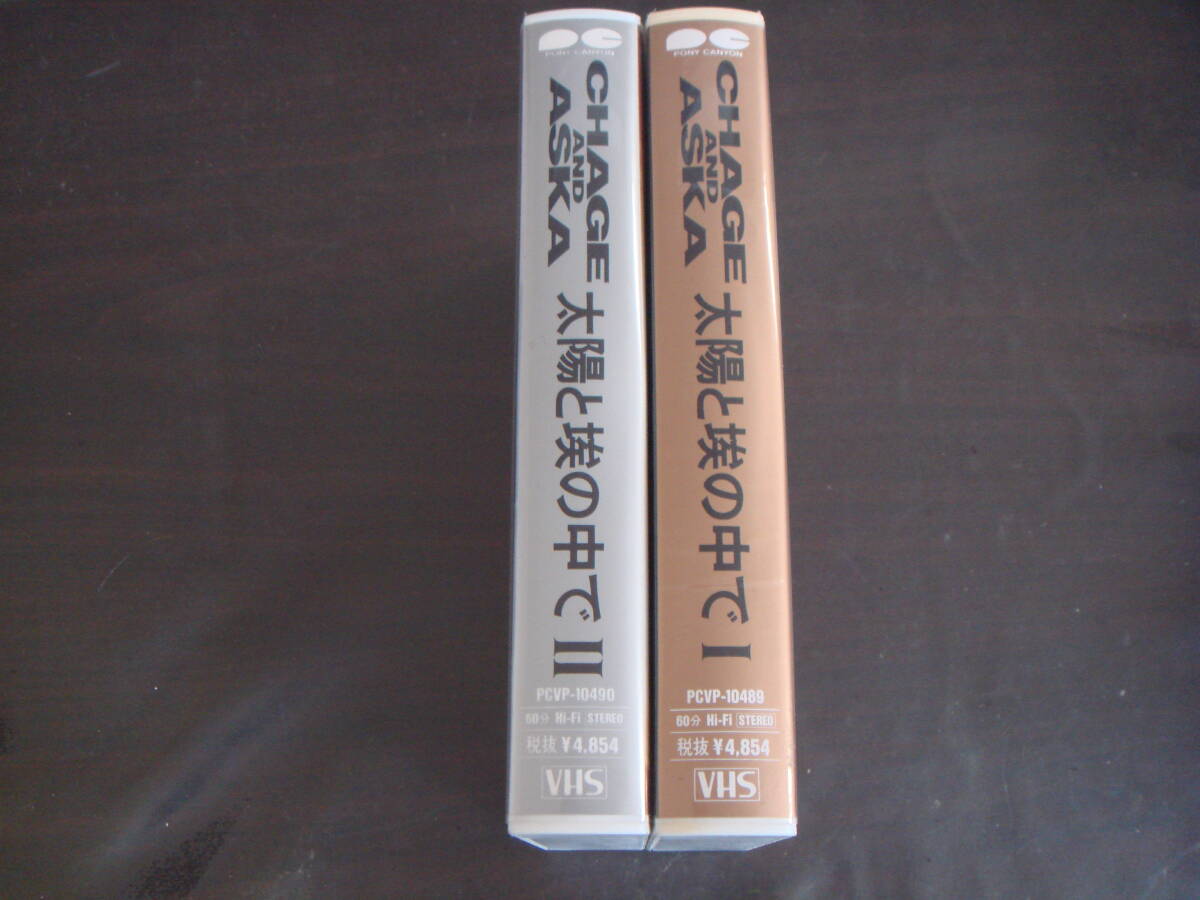 PONY CANYON
CHAGE
AND
ASKA
太陽と埃の中で II
PCVP-10490
60分 Hi-Fi STEREO
税抜 ¥4,854
VHS
PONY CANYON
CHAGE
AND
ASKA
太陽と埃の中で I
PCVP-10489
60分 Hi-Fi STEREO
税抜 ¥4,854
VHS